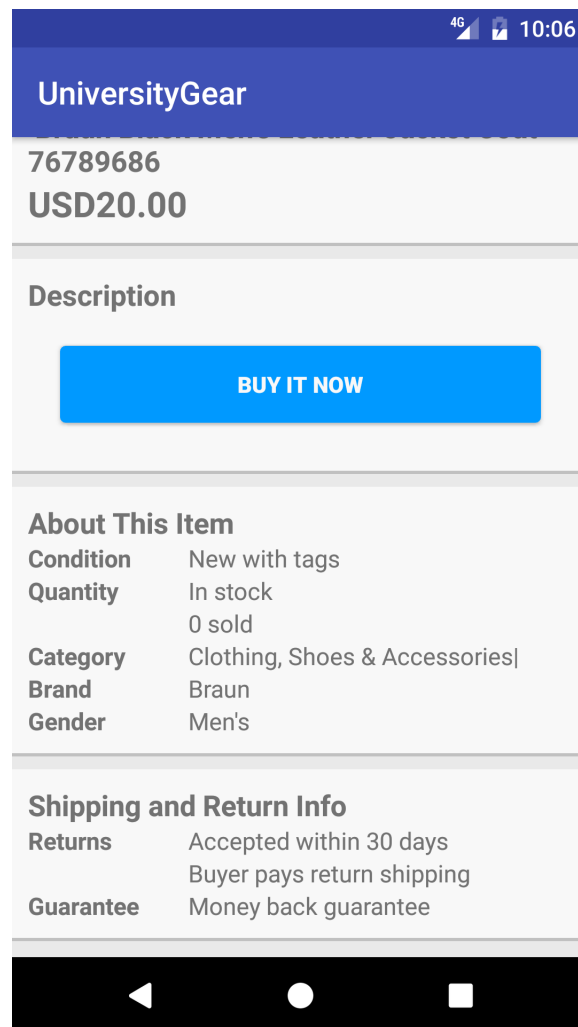 4G 10:06
UniversityGear
76789686
USD20.00
Description
BUY IT NOW
About This Item
Condition New with tags
Quantity In stock
0 sold
Category Clothing, Shoes & Accessories|
Brand Braun
Gender Men's
Shipping and Return Info
Returns Accepted within 30 days
Buyer pays return shipping
Guarantee Money back guarantee